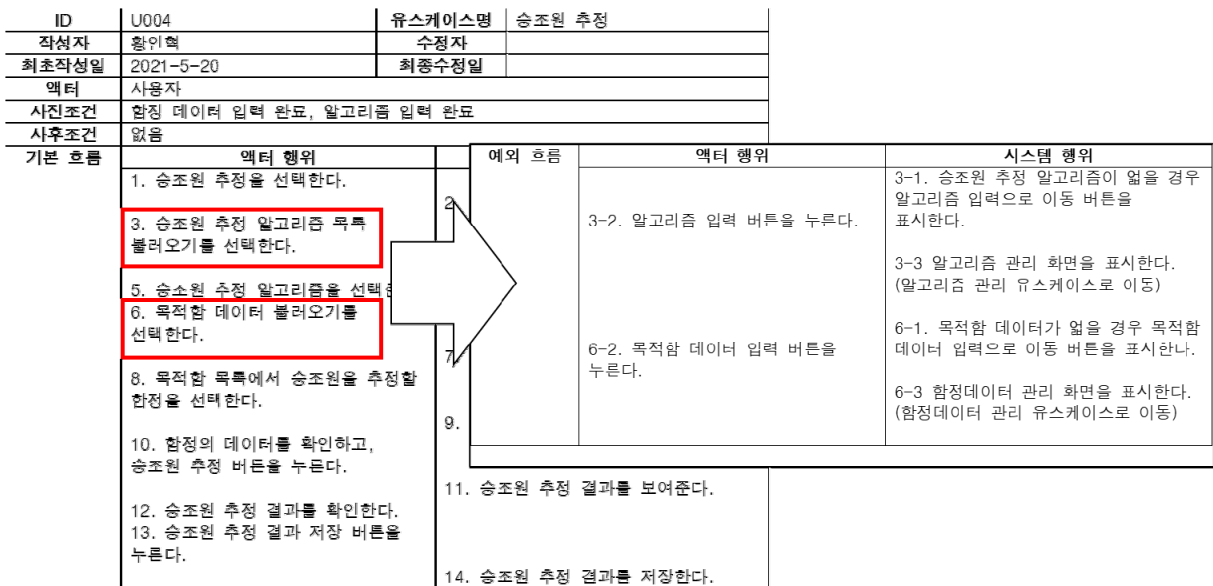 ID U004 유스케이스명 승조원 추정
작성자 황인혁 수정자
최초작성일 2021-5-20 최종수정일
액터 사용자
사진조건 함정 데이터 입력 완료, 알고리즘 입력 완료
사후조건 없음
기본 흐름 액터 행위
1. 승조원 추정을 선택한다.
2
3. 승조원 추정 알고리즘 목록
불러오기를 선택한다.
5. 승조원 추정 알고리즘을 선택
6. 목적함 데이터 불러오기를
선택한다.
7.
8. 목적함 목록에서 승조원을 추정할
함정을 선택한다.
9.
10. 함정의 데이터를 확인하고,
승조원 추정 버튼을 누른다.
11. 승조원 추정 결과를 보여준다.
12. 승조원 추정 결과를 확인한다.
13. 승조원 추정 결과 저장 버튼을
누른다.
14. 승조원 추정 결과를 저장한다.
예외 흐름 액터 행위 시스템 행위
3-1. 승조원 추정 알고리즘이 없을 경우
알고리즘 입력으로 이동 버튼을
표시한다.
3-2. 알고리즘 입력 버튼을 누른다.
3-3 알고리즘 관리 화면을 표시한다.
(알고리즘 관리 유스케이스로 이동)
6-1. 목적함 데이터가 없을 경우 목적함
데이터 입력으로 이동 버튼을 표시한다.
6-2. 목적함 데이터 입력 버튼을
누른다.
6-3 함정데이터 관리 화면을 표시한다.
(함정데이터 관리 유스케이스로 이동)